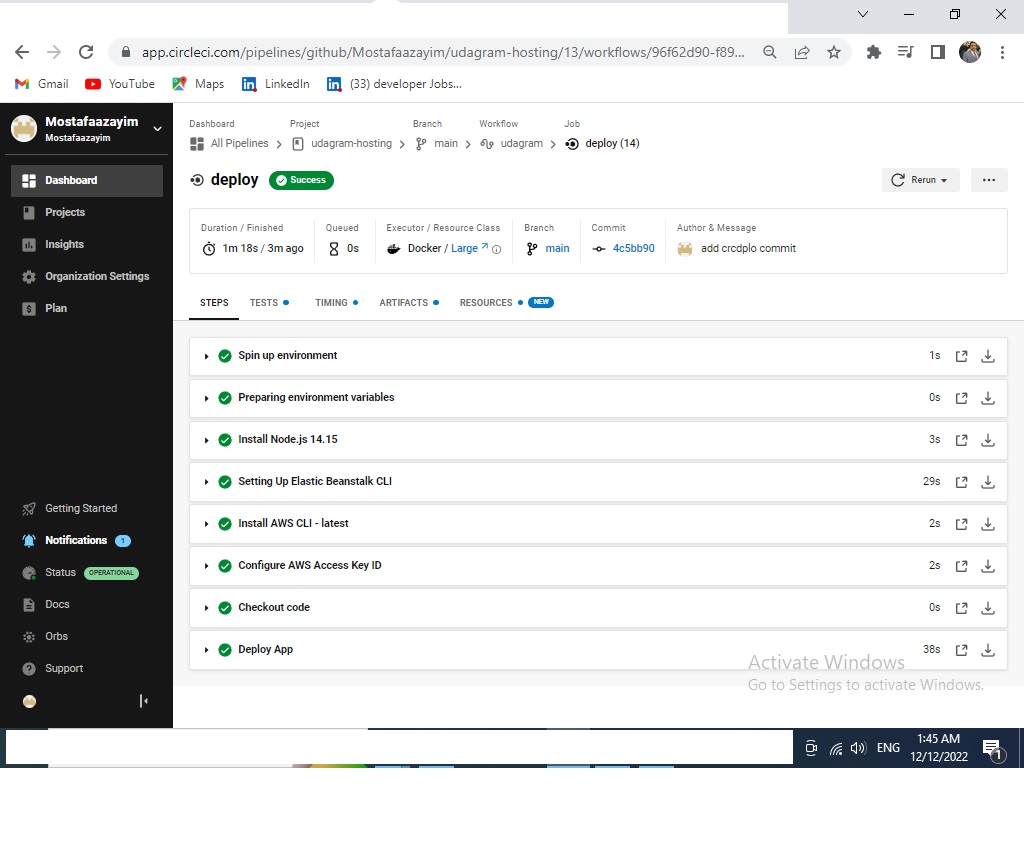 app.circleci.com/pipelines/github/Mostafaazayim/udagram-hosting/13/workflows/96f62d90-f89...
Gmail YouTube Maps LinkedIn (33) developer Jobs...
Mostafaazayim
Mostafaazayim
Dashboard
Projects
Insights
Organization Settings
$ Plan
Getting Started
Notifications 1
Status OPERATIONAL
Docs
Orbs
? Support
Dashboard Project Branch Workflow Job
All Pipelines udagram-hosting main udagram deploy (14)
deploy Success Rerun ...
Duration / Finished Queued Executor / Resource Class Branch Commit Author & Message
1m 18s / 3m ago 0s Docker / Large main 4c5bb90 add crcdplo commit
STEPS TESTS TIMING ARTIFACTS RESOURCES NEW
Spin up environment 1s
Preparing environment variables 0s
Install Node.js 14.15 3s
Setting Up Elastic Beanstalk CLI 29s
Install AWS CLI - latest 2s
Configure AWS Access Key ID 2s
Checkout code 0s
Deploy App 38s
Activate Windows
Go to Settings to activate Windows.
ENG 1:45 AM
12/12/2022 1